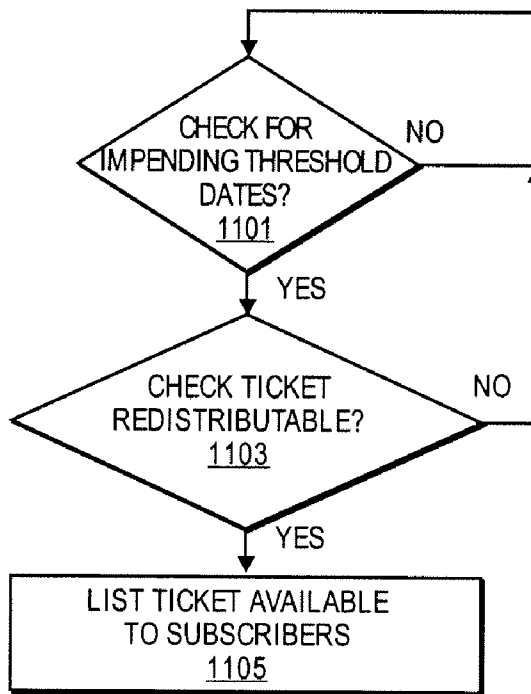 CHECK FOR
IMPENDING THRESHOLD
DATES?
1101
NO
YES
CHECK TICKET
REDISTRIBUTABLE?
1103
NO
YES
LIST TICKET AVAILABLE
TO SUBSCRIBERS
1105